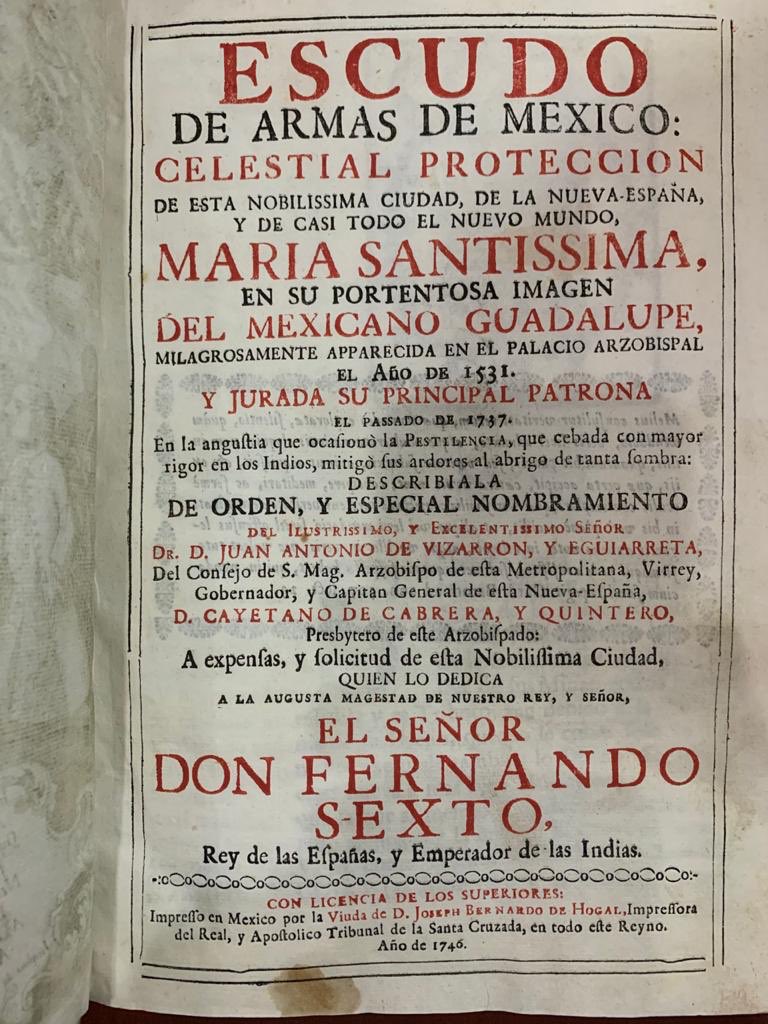 ESCUDO
DE ARMAS DE MEXICO:
CELESTIAL PROTECCION
DE ESTA NOBILISSIMA CIUDAD, DE LA NUEVA-ESPAÑA,
Y DE CASI TODO EL NUEVO MUNDO,
MARIA SANTISSIMA,
EN SU PORTENTOSA IMAGEN
DEL MEXICANO GUADALUPE,
MILAGROSAMENTE APPARECIDA EN EL PALACIO ARZOBISPAL
EL Año DE 1531.
Y JURADA SU PRINCIPAL PATRONA
EL PASSADO DE 1737.
En la anguſtia que ocaſionò la PESTILENCIA, que cebada con mayor
rigor en los Indios, mitigò ſus ardores al abrigo de tanta ſombra:
DESCRIBIALA
DE ORDEN, Y ESPECIAL NOMBRAMIENTO
DEL ILUSTRISSIMO, Y EXCELENTISSIMO SEÑOR
DR. D. JUAN ANTONIO DE VIZARRON, Y EGUIARRETA,
Del Conſejo de S. Mag. Arzobiſpo de eſta Metropolitana, Virrey,
Gobernador, y Capitan General de eſta Nueva-Eſpaña,
D. CAYETANO DE CABRERA, Y QUINTERO,
Presbytero de eſte Arzobiſpado:
A expenſas, y ſolicitud de eſta Nobiliſſima Ciudad,
QUIEN LO DEDICA
A LA AUGUSTA MAGESTAD DE NUESTRO REY, Y SEÑOR,
EL SEÑOR
DON FERNANDO
SEXTO,
Rey de las Eſpañas, y Emperador de las Indias.
CON LICENCIA DE LOS SUPERIORES:
Impreſſo en Mexico por la Viuda de D. JOSEPH BERNARDO DE HOGAL, Impreſſora
del Real, y Apoſtolico Tribunal de la Santa Cruzada, en todo eſte Reyno.
Año de 1746.